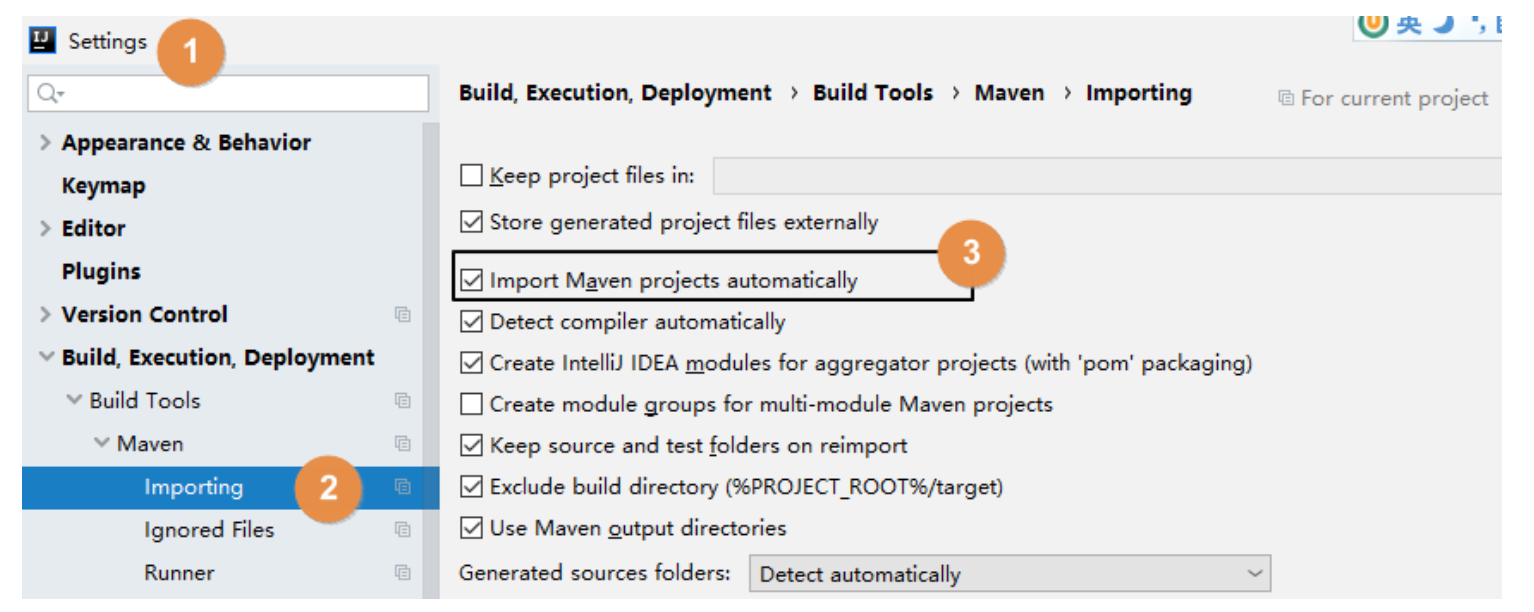 IJ Settings
1
英
Build, Execution, Deployment › Build Tools › Maven › Importing
For current project
Appearance & Behavior
Keymap
Editor
Plugins
Version Control
Build, Execution, Deployment
Build Tools
Maven
Importing
2
Ignored Files
Runner
Keep project files in:
Store generated project files externally
3
Import Maven projects automatically
Detect compiler automatically
Create IntelliJ IDEA modules for aggregator projects (with 'pom' packaging)
Create module groups for multi-module Maven projects
Keep source and test folders on reimport
Exclude build directory (%PROJECT_ROOT%/target)
Use Maven output directories
Generated sources folders: Detect automatically